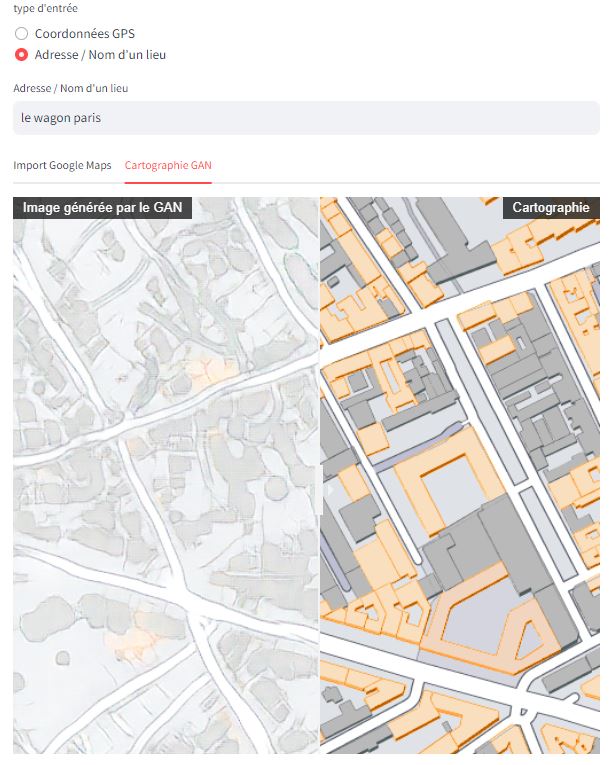 type d'entrée
Coordonnées GPS
Adresse / Nom d'un lieu
Adresse / Nom d'un lieu
le wagon paris
Import Google Maps Cartographie GAN
Image générée par le GAN Cartographie